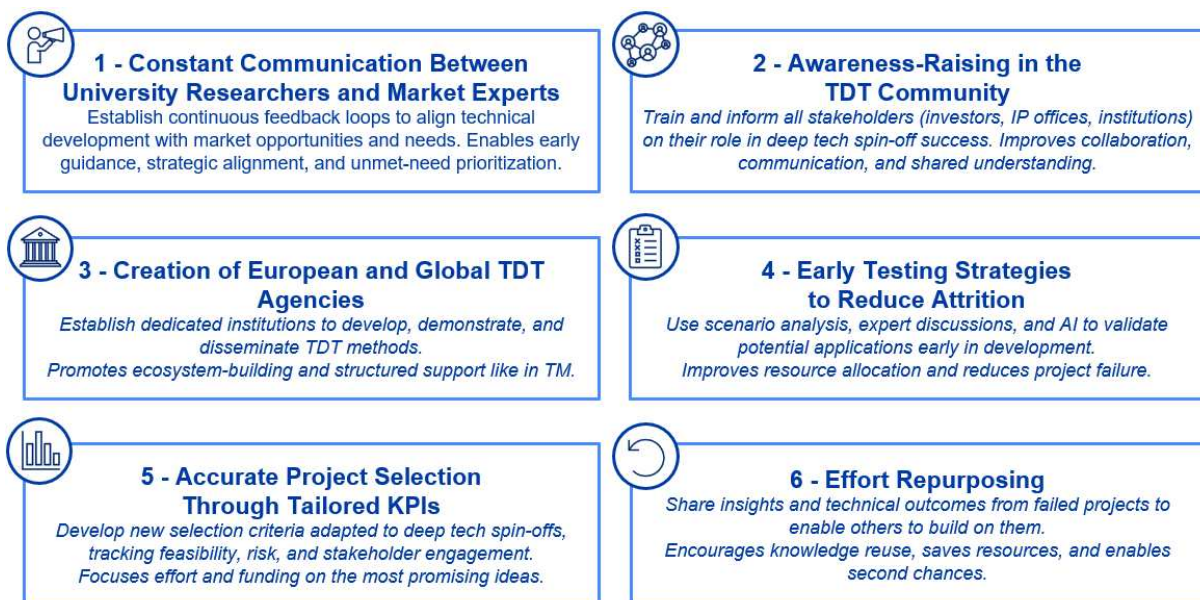 1 - Constant Communication Between
University Researchers and Market Experts
Establish continuous feedback loops to align technical
development with market opportunities and needs. Enables early
guidance, strategic alignment, and unmet-need prioritization.
2 - Awareness-Raising in the
TDT Community
Train and inform all stakeholders (investors, IP offices, institutions)
on their role in deep tech spin-off success. Improves collaboration,
communication, and shared understanding.
3 - Creation of European and Global TDT
Agencies
Establish dedicated institutions to develop, demonstrate, and
disseminate TDT methods.
Promotes ecosystem-building and structured support like in TM.
4 - Early Testing Strategies
to Reduce Attrition
Use scenario analysis, expert discussions, and AI to validate
potential applications early in development.
Improves resource allocation and reduces project failure.
5 - Accurate Project Selection
Through Tailored KPIs
Develop new selection criteria adapted to deep tech spin-offs,
tracking feasibility, risk, and stakeholder engagement.
Focuses effort and funding on the most promising ideas.
6 - Effort Repurposing
Share insights and technical outcomes from failed projects to
enable others to build on them.
Encourages knowledge reuse, saves resources, and enables
second chances.